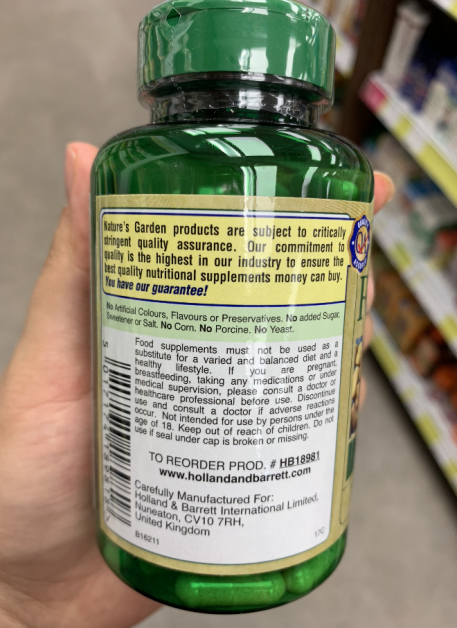 Nature's Garden products are subject to critically
stringent quality assurance. Our commitment to
quality is the highest in our industry to ensure the
best quality nutritional supplements money can buy.
You have our guarantee!
No Artificial Colours, Flavours or Preservatives. No added Sugar,
Sweetener or Salt. No Corn. No Porcine. No Yeast.
Food supplements must not be used as a
substitute for a varied and balanced diet and a
healthy lifestyle. If you are pregnant,
breastfeeding, taking any medications or under
medical supervision, please consult a doctor or
healthcare professional before use. Discontinue
use and consult a doctor if adverse reactions
occur. Not intended for use by persons under the
age of 18. Keep out of reach of children. Do not
use if seal under cap is broken or missing.
TO REORDER PROD. # HB18981
www.hollandandbarrett.com
Carefully Manufactured For:
Holland & Barrett International Limited,
Nuneaton, CV10 7RH,
United Kingdom
B16211
17C